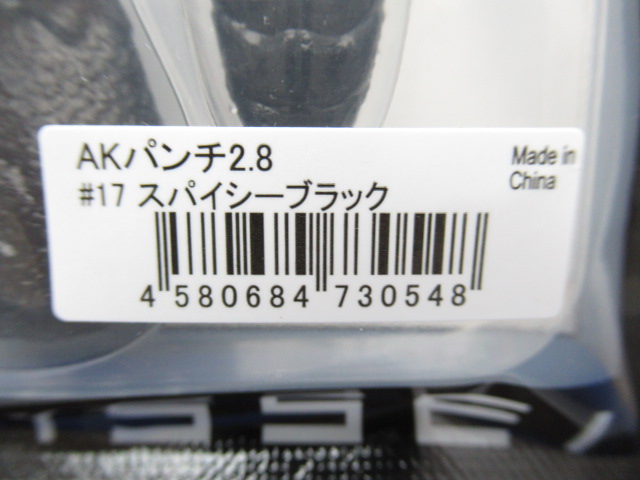 AKパンチ2.8
#17 スパイシーブラック
Made in
China
4 580684 730548